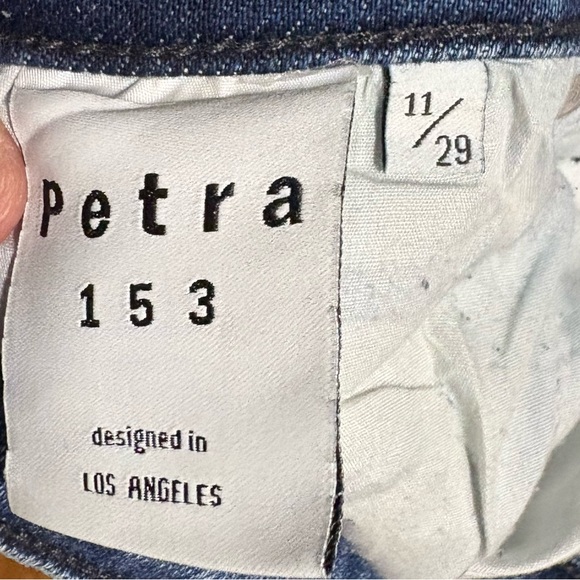 Petra
153
designed in
LOS ANGELES
11/29